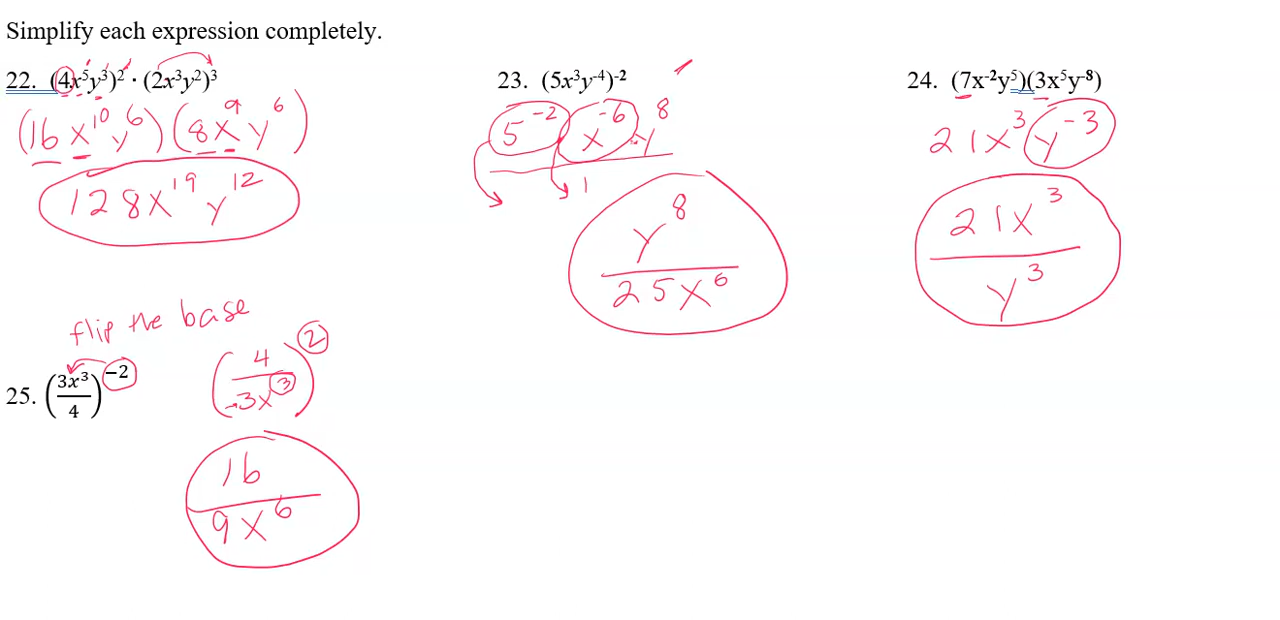 Simplify each expression completely.
22. (4x⁵y³)² · (2x³y²)³
(16x¹⁰y⁶)(8x⁹y⁶)
128x¹⁹y¹²
23. (5x³y⁻⁴)⁻²
5⁻² x⁻⁶ y⁸
1
y⁸
25x⁶
24. (7x⁻²y⁵)(3x⁵y⁻⁸)
21x³y⁻³
21x³
y³
flip the base
25. (3x³/4)⁻²
(4/3x³)²
16
9x⁶